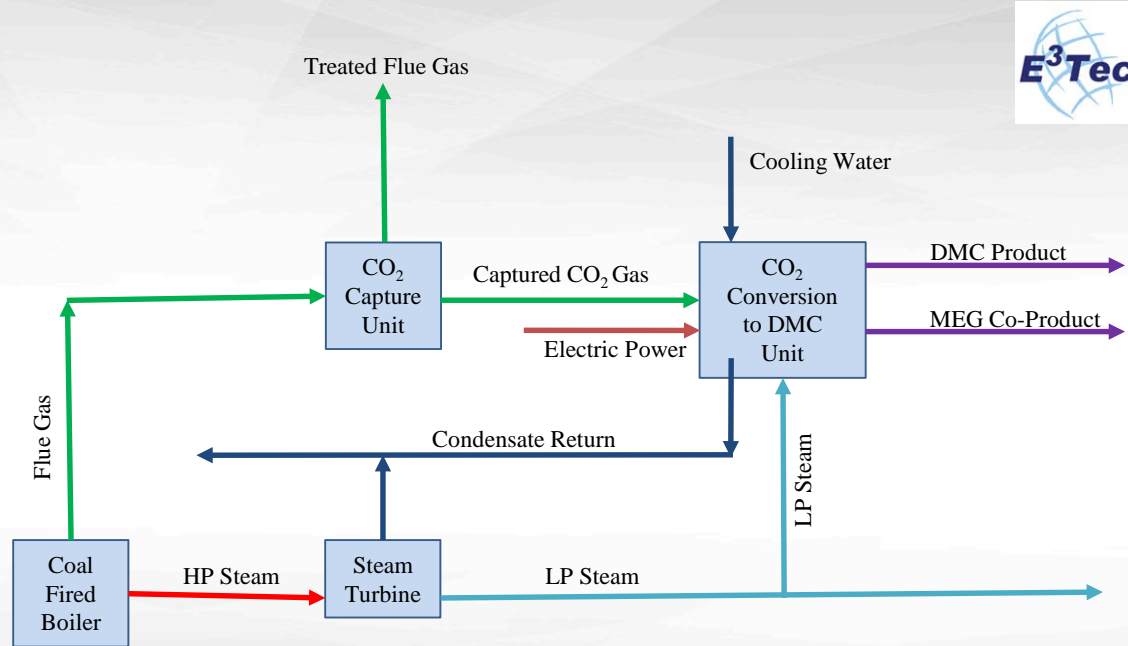 E³Tec
Treated Flue Gas
Cooling Water
CO₂
Capture
Unit
Captured CO₂ Gas
CO₂
Conversion
to DMC
Unit
DMC Product
MEG Co-Product
Electric Power
Flue Gas
Condensate Return
LP Steam
Coal
Fired
Boiler
HP Steam
Steam
Turbine
LP Steam